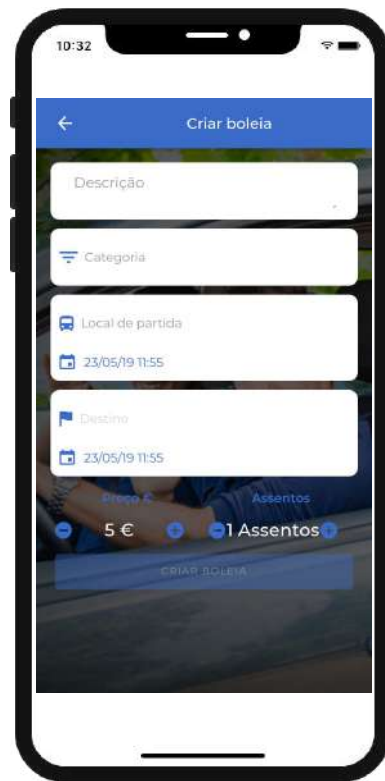 10:32
Criar boleia
Descrição
Categoria
Local de partida
23/05/19 11:55
Destino
23/05/19 11:55
Preço € Assentos
5 € 1 Assentos
CRIAR BOLEIA